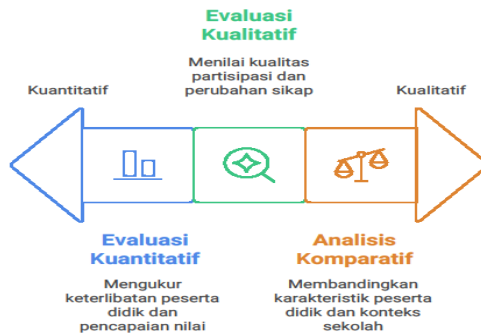 Evaluasi
Kualitatif
Menilai kualitas
partisipasi dan
perubahan sikap
Kuantitatif
Kualitatif
Evaluasi
Kuantitatif
Mengukur
keterlibatan peserta
didik dan
pencapaian nilai
Analisis
Komparatif
Membandingkan
karakteristik peserta
didik dan konteks
sekolah